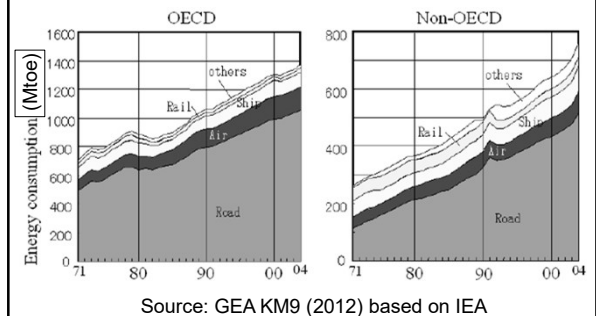 OECD
Non-OECD
Energy consumption (Mtoe)
1600
1400
1200
1000
800
600
400
200
0
71
80
90
00
04
others
Rail
Ship
Air
Road
800
600
400
200
0
71
80
90
00
04
others
Rail
Ship
Air
Road
Source: GEA KM9 (2012) based on IEA